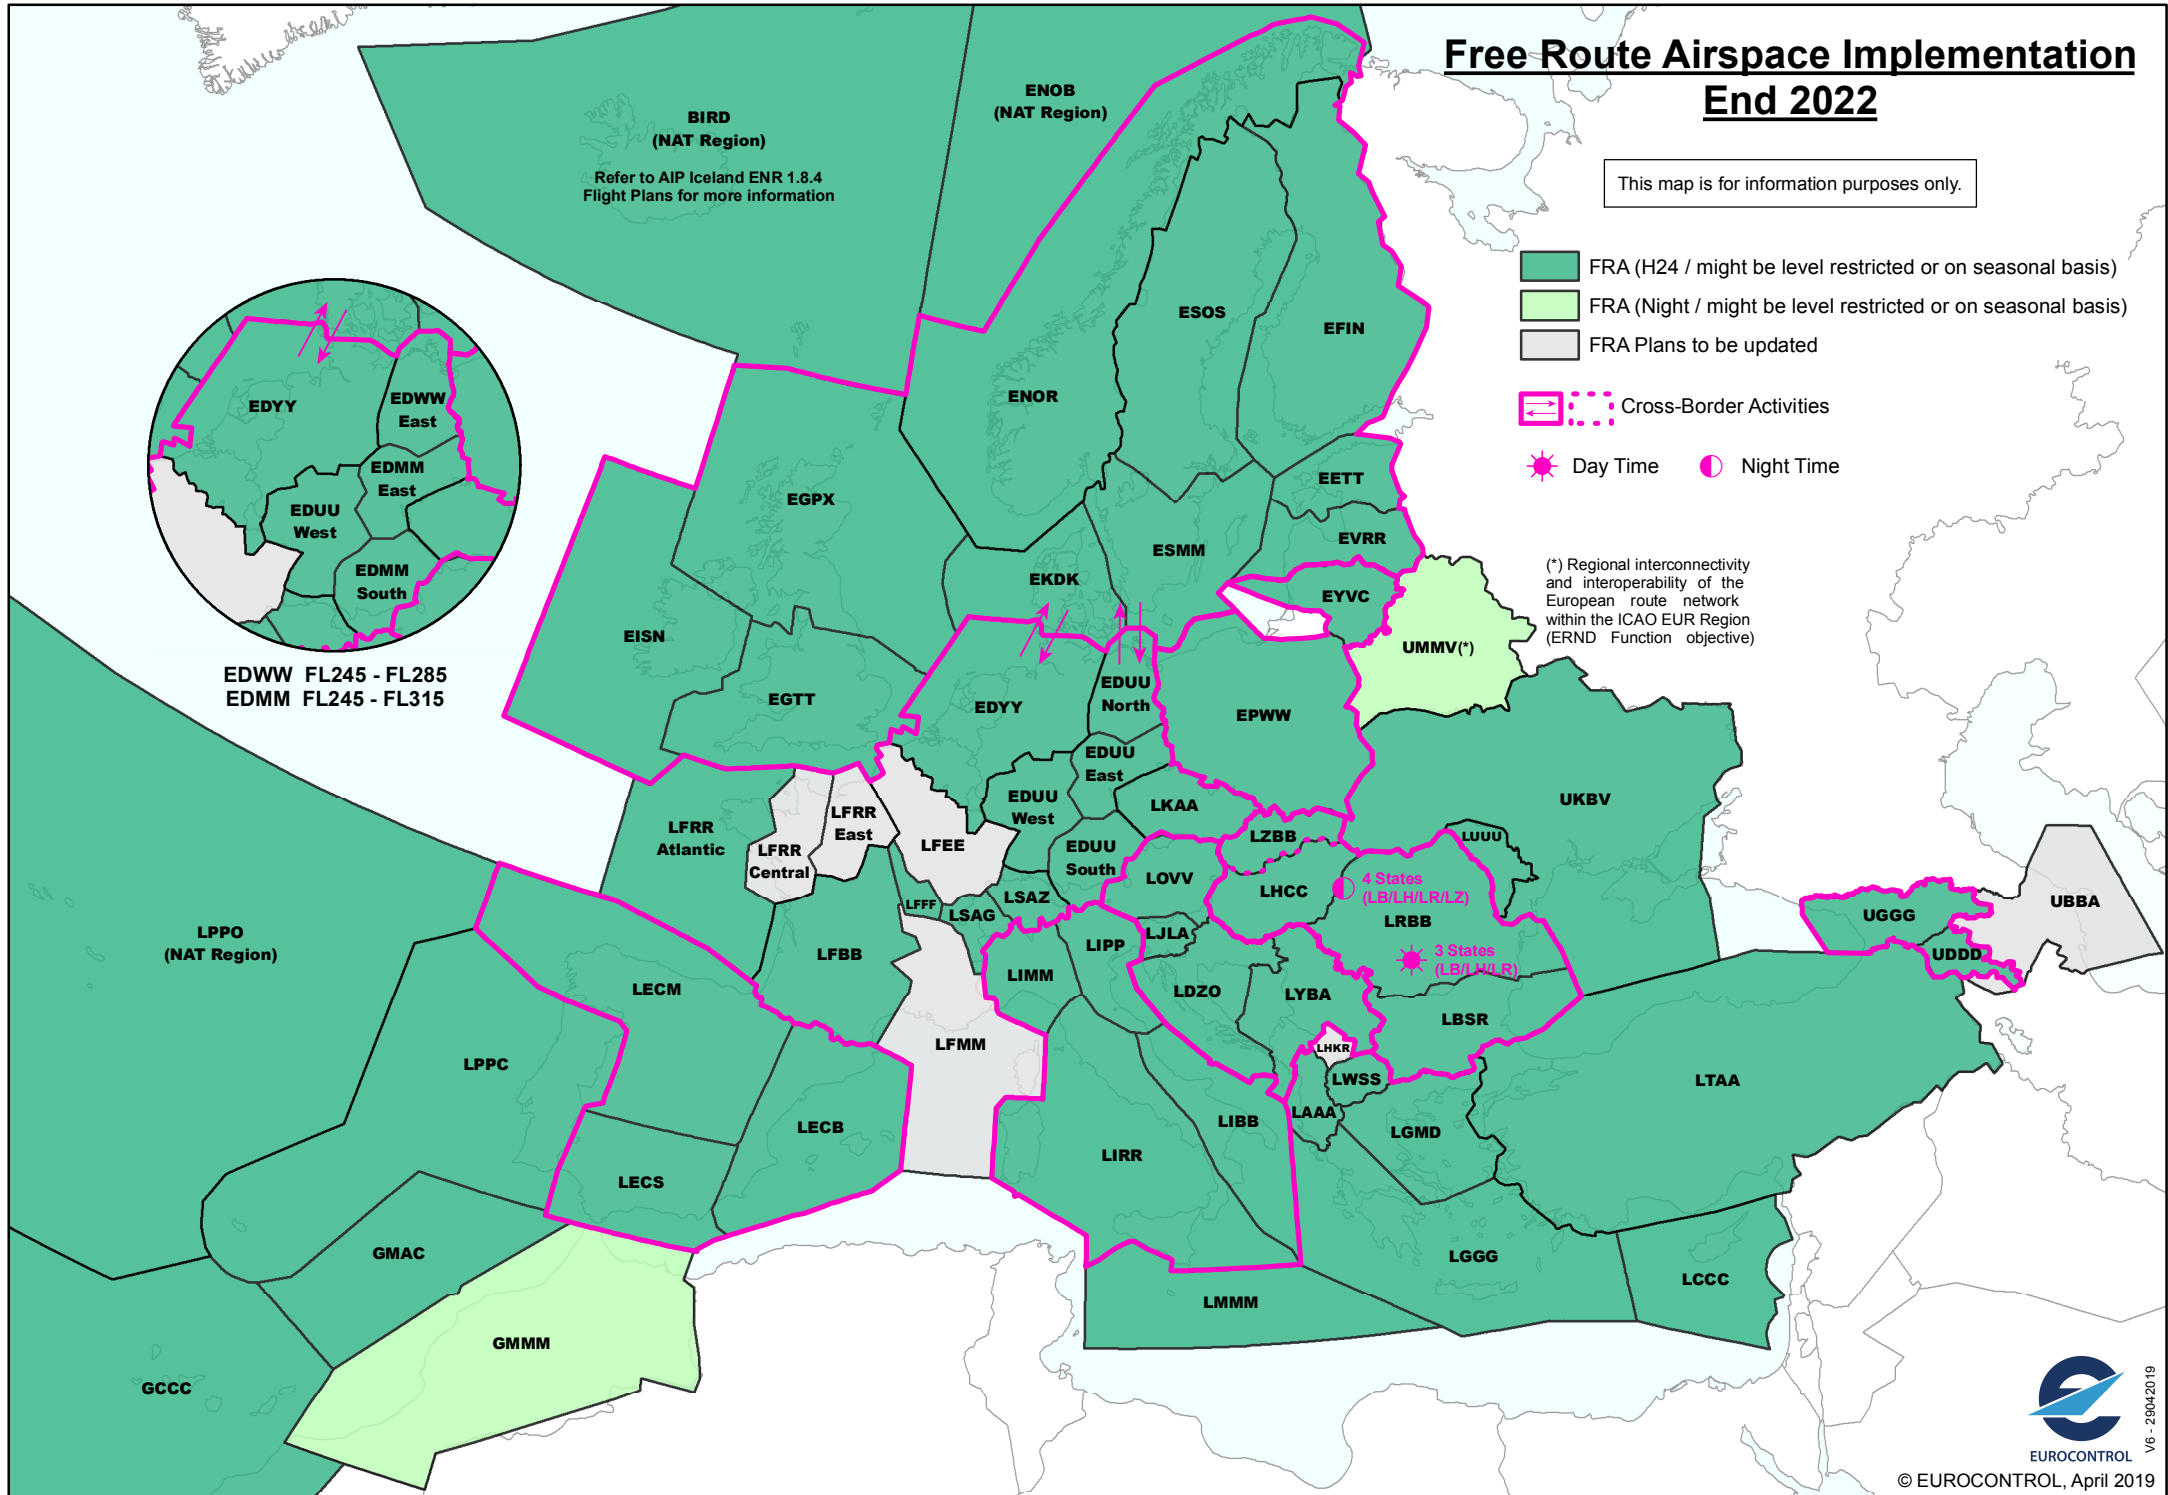 Free Route Airspace Implementation
End 2022
This map is for information purposes only.
FRA (H24 / might be level restricted or on seasonal basis)
FRA (Night / might be level restricted or on seasonal basis)
FRA Plans to be updated
Cross-Border Activities
Day Time
Night Time
(*) Regional interconnectivity
and interoperability of the
European route network
within the ICAO EUR Region
(ERND Function objective)
BIRD
(NAT Region)
Refer to AIP Iceland ENR 1.8.4
Flight Plans for more information
ENOB
(NAT Region)
ESOS
EFIN
ENOR
EDYY
EDWW
East
EDMM
East
EDUU
West
EDMM
South
EDWW FL245 - FL285
EDMM FL245 - FL315
EGPX
EETT
EVRR
ESMM
EKDK
EYVC
EISN
UMMV(*)
EGTT
EDYY
EDUU
North
EPWW
EDUU
East
EDUU
West
LKAA
UKBV
LFRR
Atlantic
LFRR
Central
LFRR
East
LFEE
LZBB
LUUU
EDUU
South
LOVV
LHCC
4 States
(LB/LH/LR/LZ)
LRBB
3 States
(LB/LH/LR)
LFFF
LSAG
LSAZ
UBBA
UGGG
UDDD
LPPO
(NAT Region)
LFBB
LIPP
LJLA
LIMM
LECM
LDZO
LYBA
LBSR
LFMM
LHKR
LPPC
LWSS
LTAA
LECB
LAAA
LIBB
LGMD
LIRR
LECS
GMAC
LGGG
LCCC
LMMM
GMMM
GCCC
EUROCONTROL
V6 - 29042019
© EUROCONTROL, April 2019